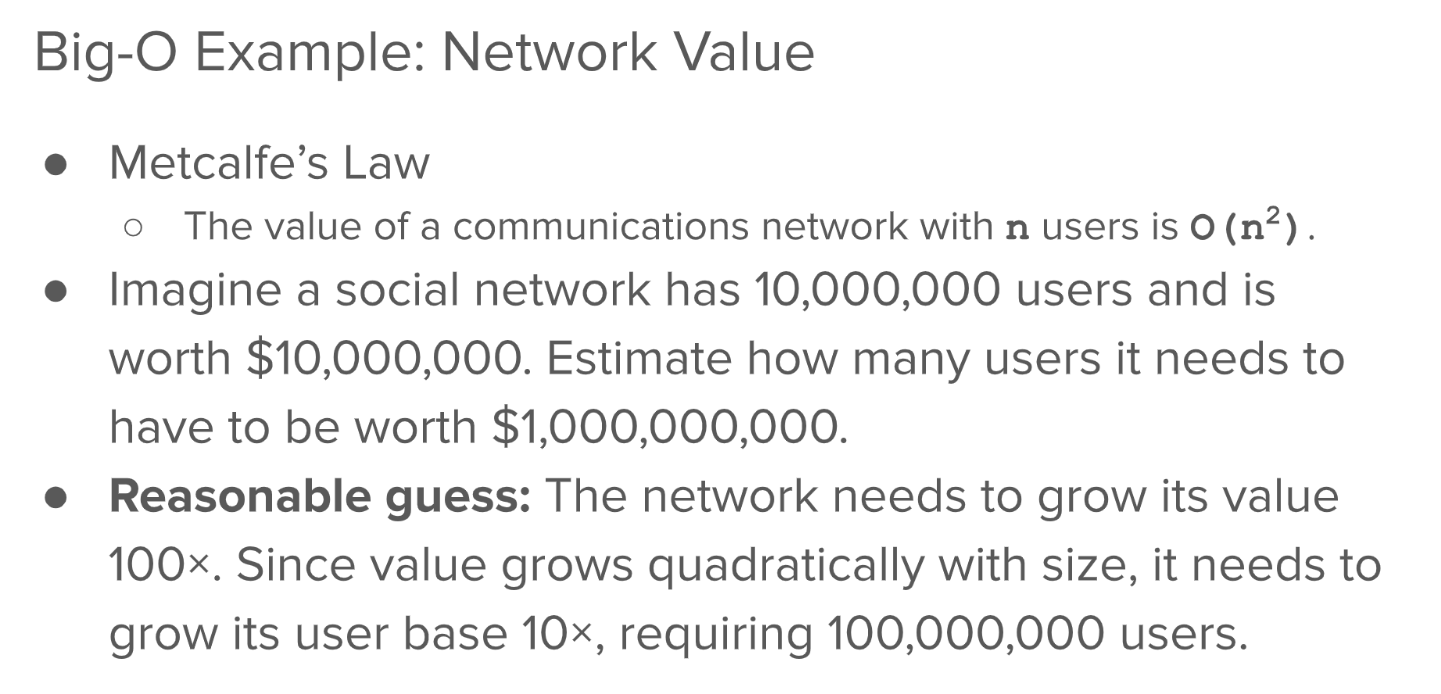 Big-O Example: Network Value
● Metcalfe’s Law
○ The value of a communications network with n users is O(n²).
● Imagine a social network has 10,000,000 users and is
worth $10,000,000. Estimate how many users it needs to
have to be worth $1,000,000,000.
● Reasonable guess: The network needs to grow its value
100×. Since value grows quadratically with size, it needs to
grow its user base 10×, requiring 100,000,000 users.